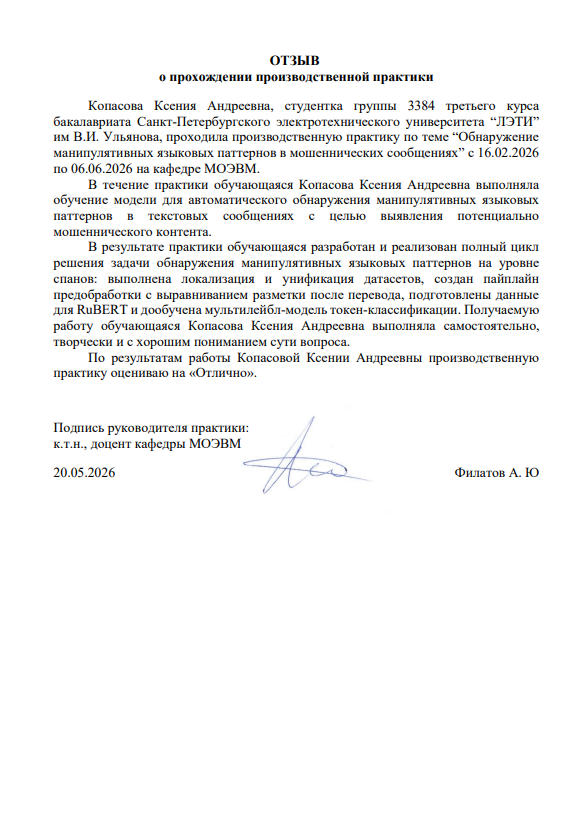 ОТЗЫВ
о прохождении производственной практики
Копасова Ксения Андреевна, студентка группы 3384 третьего курса
бакалавриата Санкт-Петербургского электротехнического университета “ЛЭТИ”
им В.И. Ульянова, проходила производственную практику по теме “Обнаружение
манипулятивных языковых паттернов в мошеннических сообщениях” с 16.02.2026
по 06.06.2026 на кафедре МОЭВМ.
В течение практики обучающаяся Копасова Ксения Андреевна выполняла
обучение модели для автоматического обнаружения манипулятивных языковых
паттернов в текстовых сообщениях с целью выявления потенциально
мошеннического контента.
В результате практики обучающаяся разработан и реализован полный цикл
решения задачи обнаружения манипулятивных языковых паттернов на уровне
спанов: выполнена локализация и унификация датасетов, создан пайплайн
предобработки с выравниванием разметки после перевода, подготовлены данные
для RuBERT и дообучена мультилейбл-модель токен-классификации. Получаемую
работу обучающаяся Копасова Ксения Андреевна выполняла самостоятельно,
творчески и с хорошим пониманием сути вопроса.
По результатам работы Копасовой Ксении Андреевны производственную
практику оцениваю на «Отлично».
Подпись руководителя практики:
к.т.н., доцент кафедры МОЭВМ
20.05.2026 Филатов А. Ю